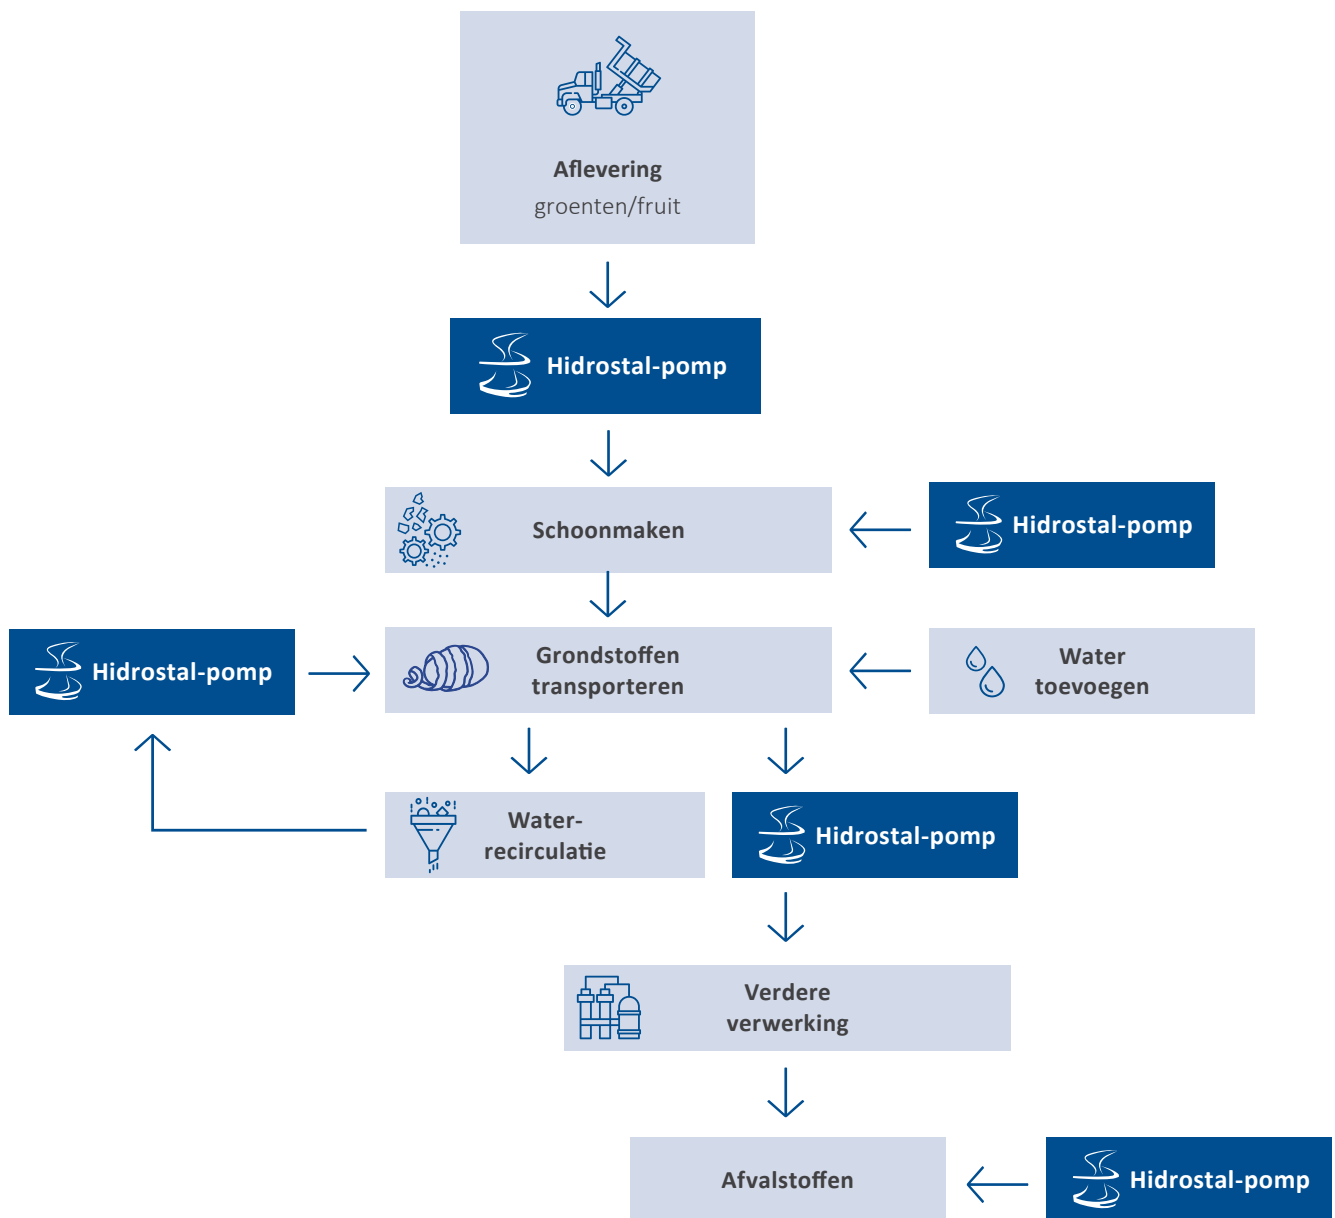 Aflevering
groenten/fruit
Hidrostal-pomp
Schoonmaken
Hidrostal-pomp
Hidrostal-pomp
Grondstoffen
transporteren
Water
toevoegen
Water-
recirculatie
Hidrostal-pomp
Verdere
verwerking
Afvalstoffen
Hidrostal-pomp